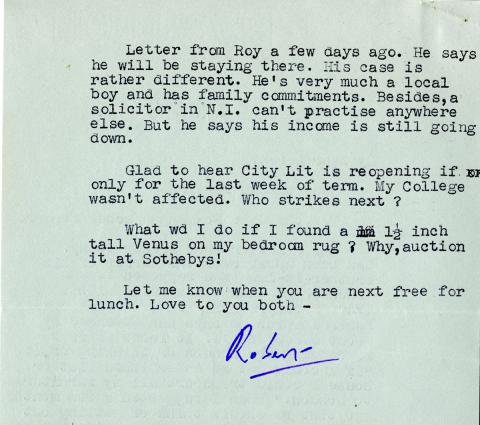 Letter from Roy a few days ago. He says
he will be staying there. His case is
rather different. He's very much a local
boy and has family commitments. Besides,a
solicitor in N.I. can't practise anywhere
else. But he says his income is still going
down.
Glad to hear City Lit is reopening if
only for the last week of term. My College
wasn't affected. Who strikes next ?
What wd I do if I found a 1½ inch
tall Venus on my bedroom rug ? Why,auction
it at Sothebys!
Let me know when you are next free for
lunch. Love to you both -
Robert